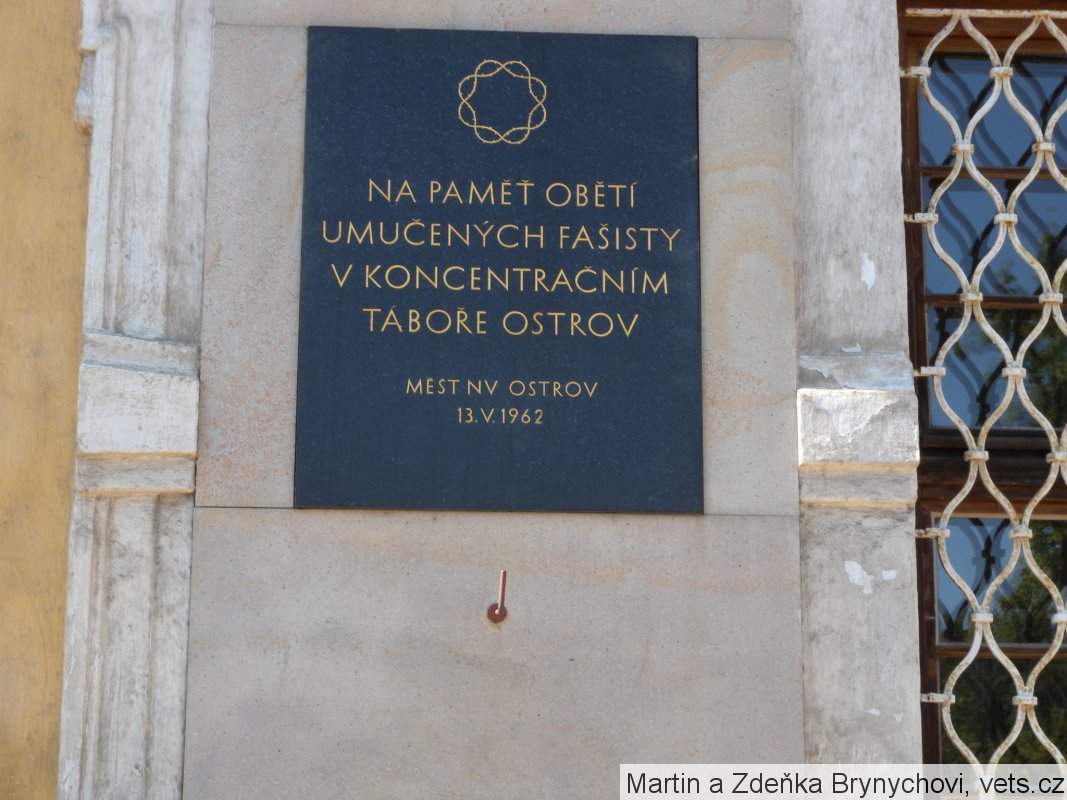 NA PAMĚŤ OBĚTÍ
UMUČENÝCH FAŠISTY
V KONCENTRAČNÍM
TÁBOŘE OSTROV
MĚST NV OSTROV
13. V. 1962
Martin a Zdeňka Brynychovi, vets.cz